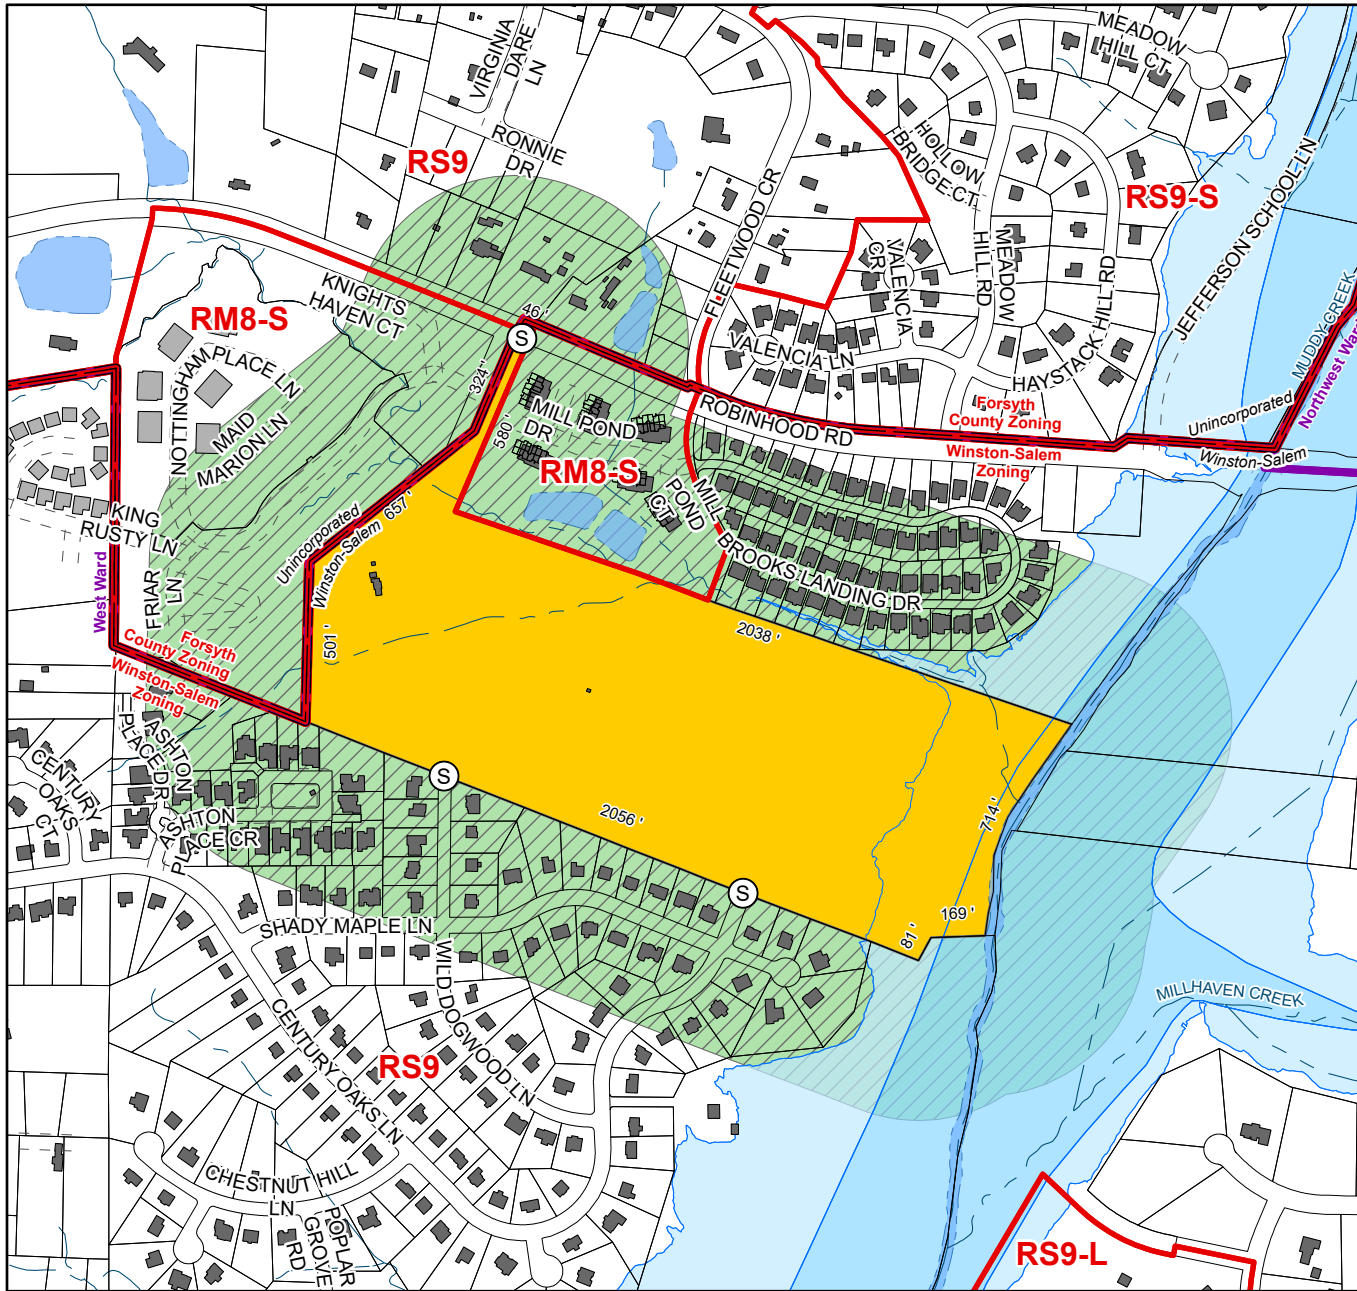 MEADOW
HILL CT
VIRGINIA
DARE
LN
RONNIE
DR
RS9
HOLLOW
BRIDGE CT
RS9-S
JEFFERSON SCHOOL LN
FLEETWOOD CR
VALENCIA
CR
MEADOW
HILL RD
HAYSTACK HILL RD
MUDDY CREEK
KNIGHTS
HAVEN CT
46 '
RM8-S
S
VALENCIA LN
NOTTINGHAM PLACE LN
324 '
580 '
MILL POND
DR
ROBINHOOD RD
Forsyth
County Zoning
Winston-Salem
Zoning
Unincorporated
Winston-Salem
Northwest Ward
MAID
MARION LN
RM8-S
MILL
POND
CT
KING
RUSTY LN
Unincorporated
Winston-Salem
657 '
BROOKS LANDING DR
West Ward
FRIAR
LN
501 '
2038 '
Forsyth
County Zoning
Winston-Salem
Zoning
ASHTON
PLACE DR
CENTURY
OAKS
CT
S
ASHTON
PLACE CR
2056 '
714 '
S
169 '
81 '
SHADY MAPLE LN
WILD DOGWOOD LN
MILLHAVEN CREEK
CENTURY OAKS LN
RS9
CHESTNUT HILL
LN
POPLAR
GROVE
RD
RS9-L